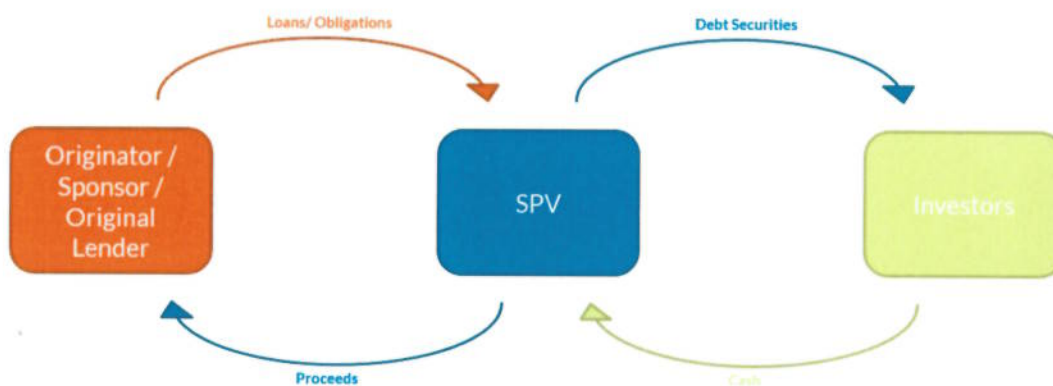 Loans/ Obligations
Debt Securities
Originator /
Sponsor /
Original
Lender
SPV
Investors
Proceeds
Cash